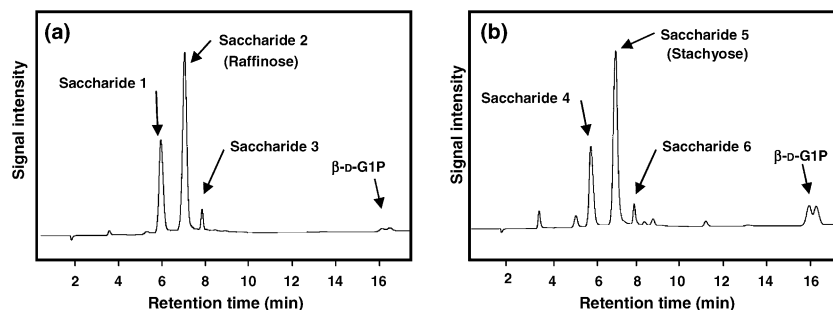 (a)
Signal intensity
Saccharide 1
Saccharide 2
(Raffinose)
Saccharide 3
β-D-G1P
2 4 6 8 10 12 14 16
Retention time (min)
(b)
Signal intensity
Saccharide 4
Saccharide 5
(Stachyose)
Saccharide 6
β-D-G1P
2 4 6 8 10 12 14 16
Retention time (min)